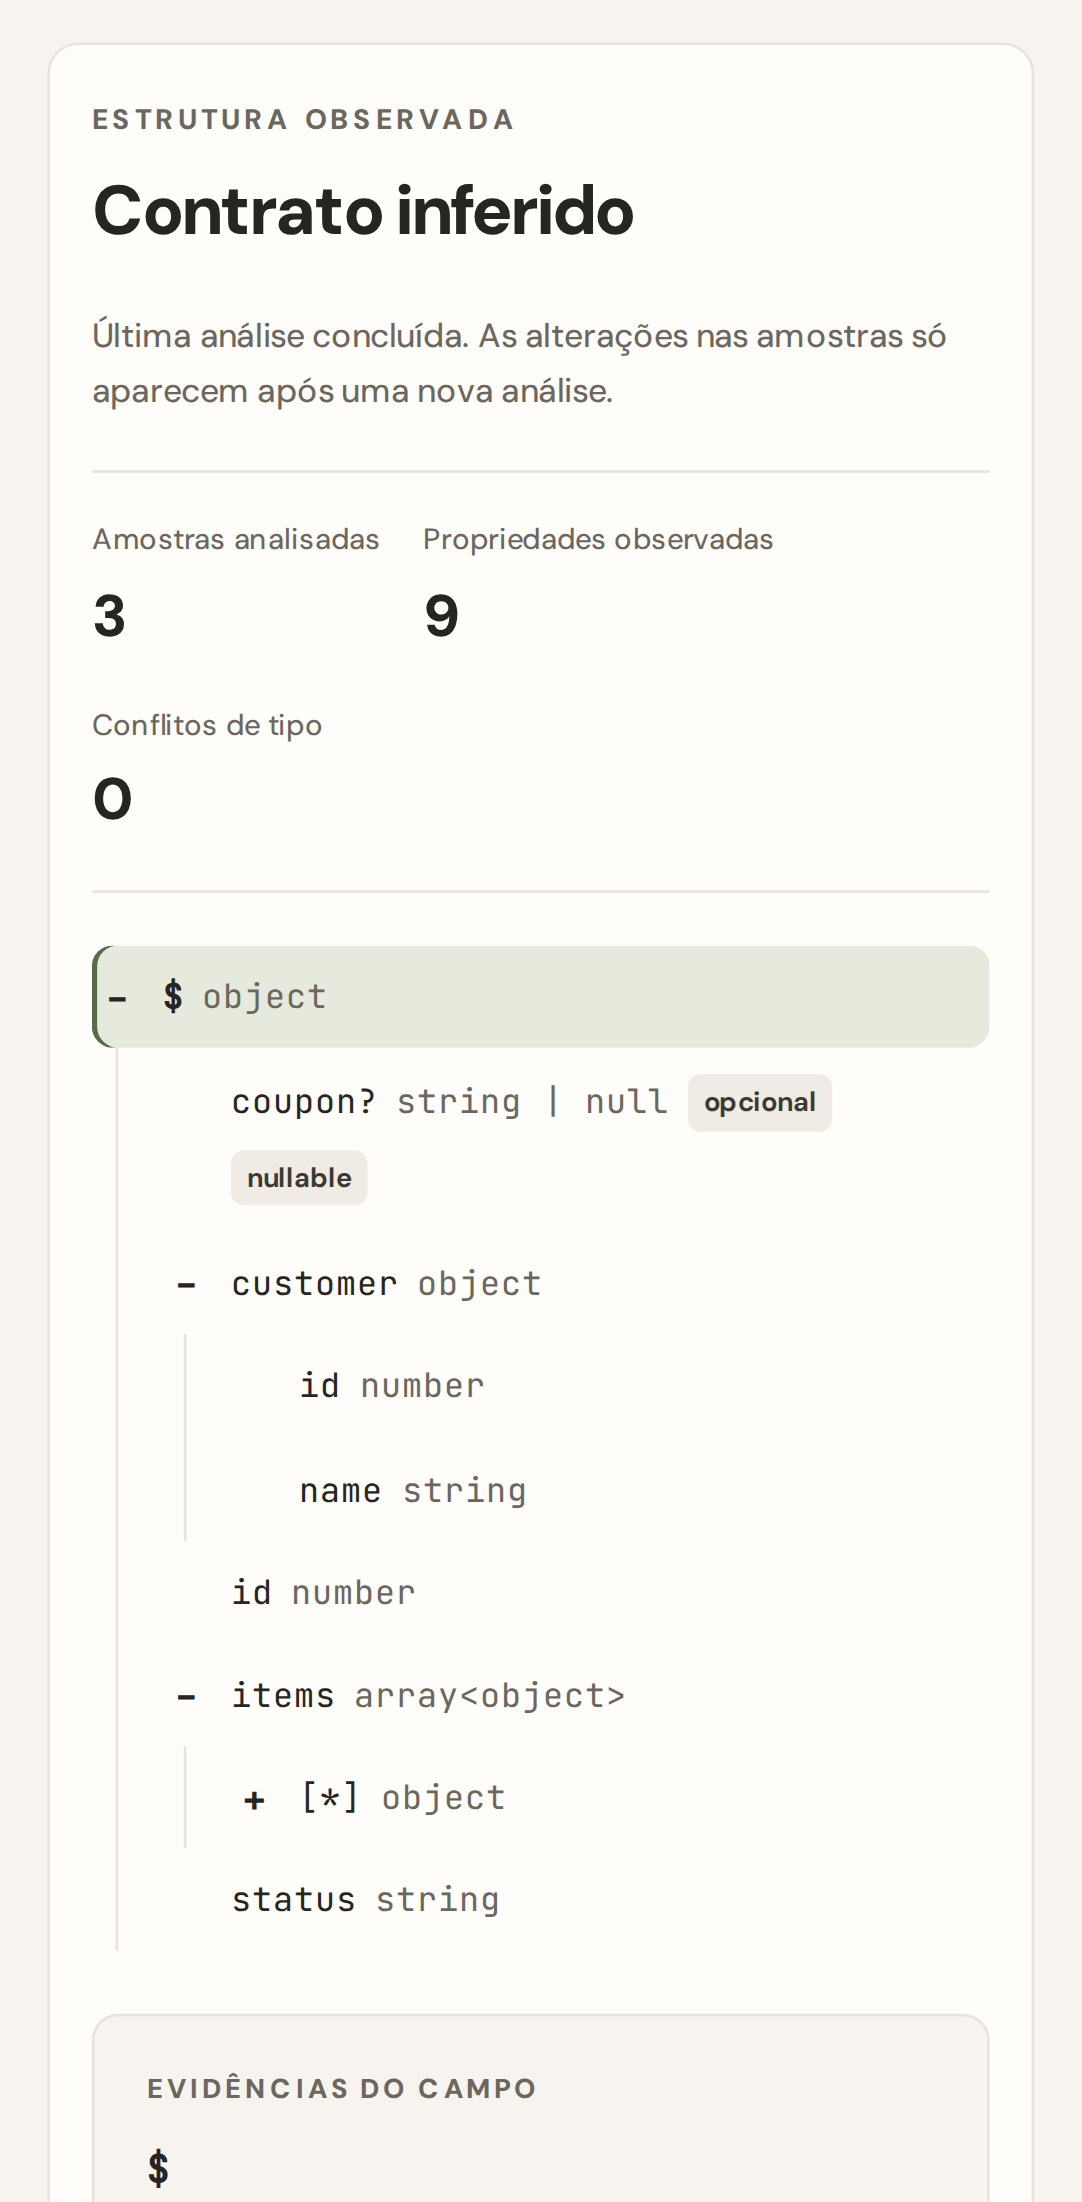 ESTRUTURA OBSERVADA
Contrato inferido
Última análise concluída. As alterações nas amostras só
aparecem após uma nova análise.
Amostras analisadas Propriedades observadas
3 9
Conflitos de tipo
0
– $ object
coupon? string | null opcional
nullable
– customer object
id number
name string
id number
– items array<object>
+ [*] object
status string
EVIDÊNCIAS DO CAMPO
$